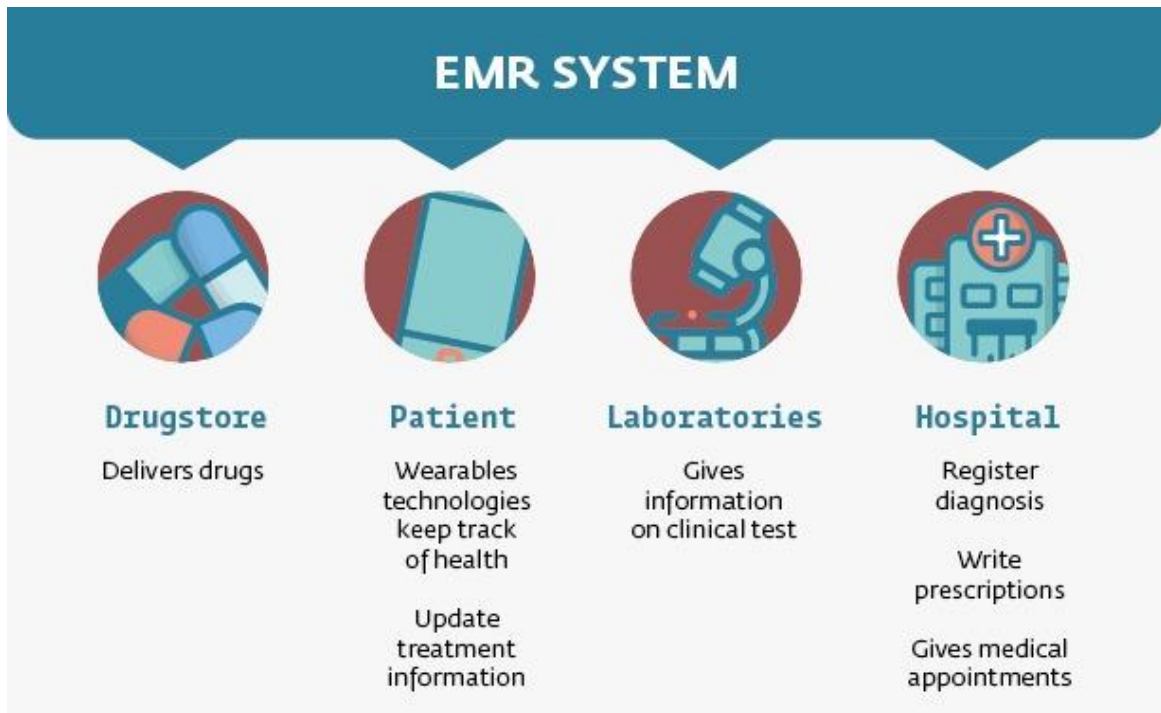 EMR SYSTEM
Drugstore
Delivers drugs
Patient
Wearables
technologies
keep track
of health
Update
treatment
information
Laboratories
Gives
information
on clinical test
Hospital
Register
diagnosis
Write
prescriptions
Gives medical
appointments